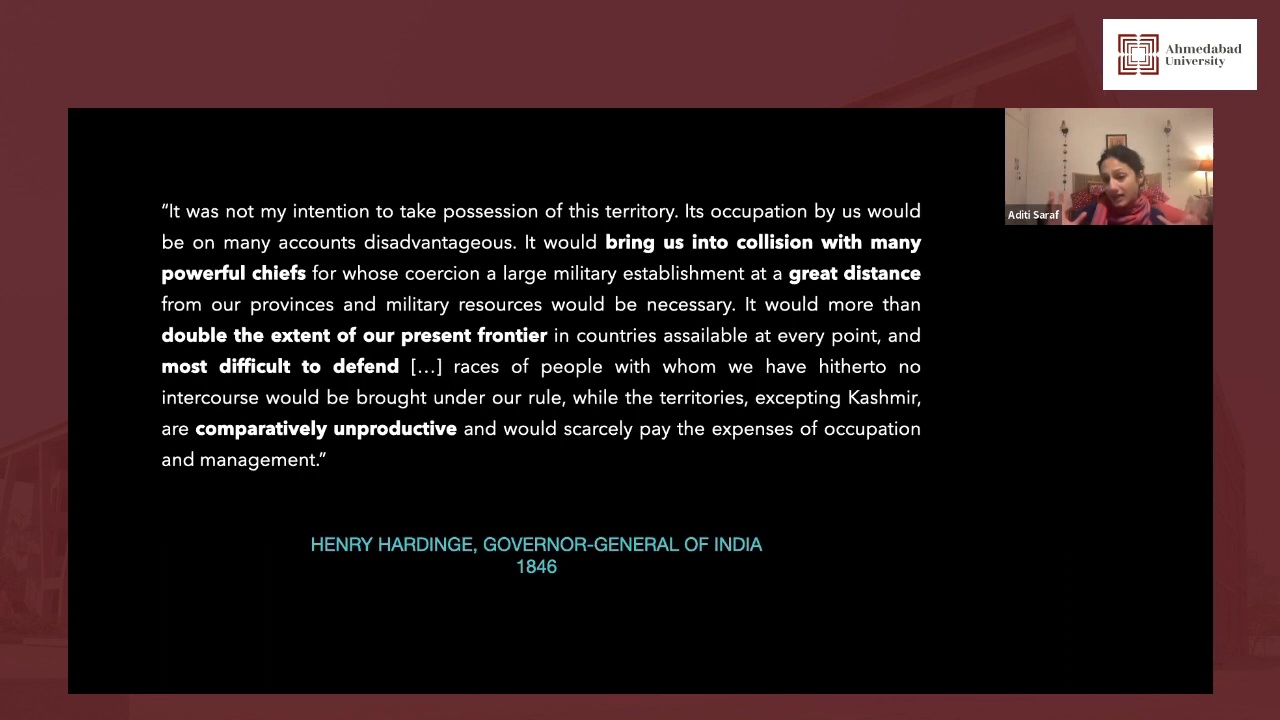 Ahmedabad
University
Aditi Saraf
“It was not my intention to take possession of this territory. Its occupation by us would
be on many accounts disadvantageous. It would bring us into collision with many
powerful chiefs for whose coercion a large military establishment at a great distance
from our provinces and military resources would be necessary. It would more than
double the extent of our present frontier in countries assailable at every point, and
most difficult to defend […] races of people with whom we have hitherto no
intercourse would be brought under our rule, while the territories, excepting Kashmir,
are comparatively unproductive and would scarcely pay the expenses of occupation
and management.”
HENRY HARDINGE, GOVERNOR-GENERAL OF INDIA
1846